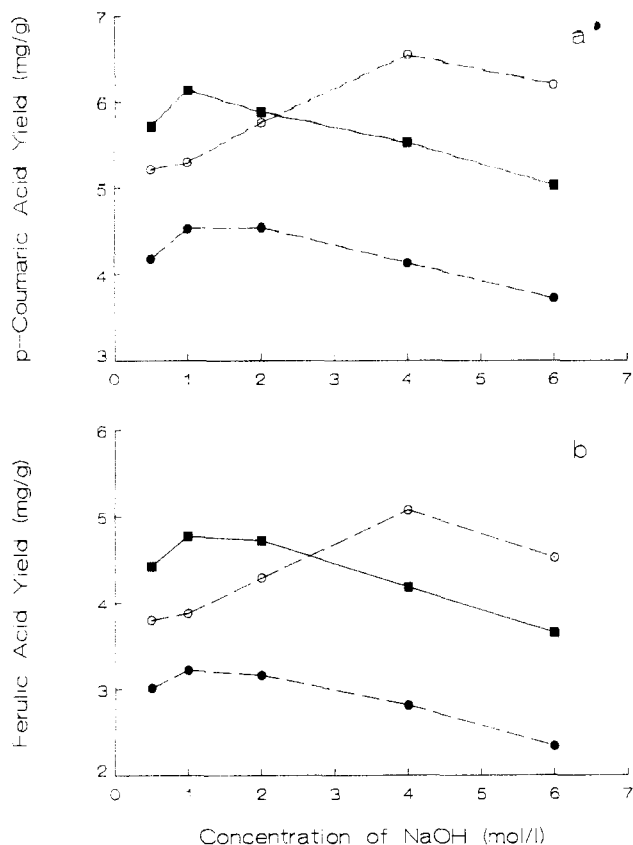 p-Coumaric Acid Yield (mg/g)
7
6
5
4
3
a
0 1 2 3 4 5 6 7
Ferulic Acid Yield (mg/g)
6
5
4
3
2
b
0 1 2 3 4 5 6 7
Concentration of NaOH (mol/l)